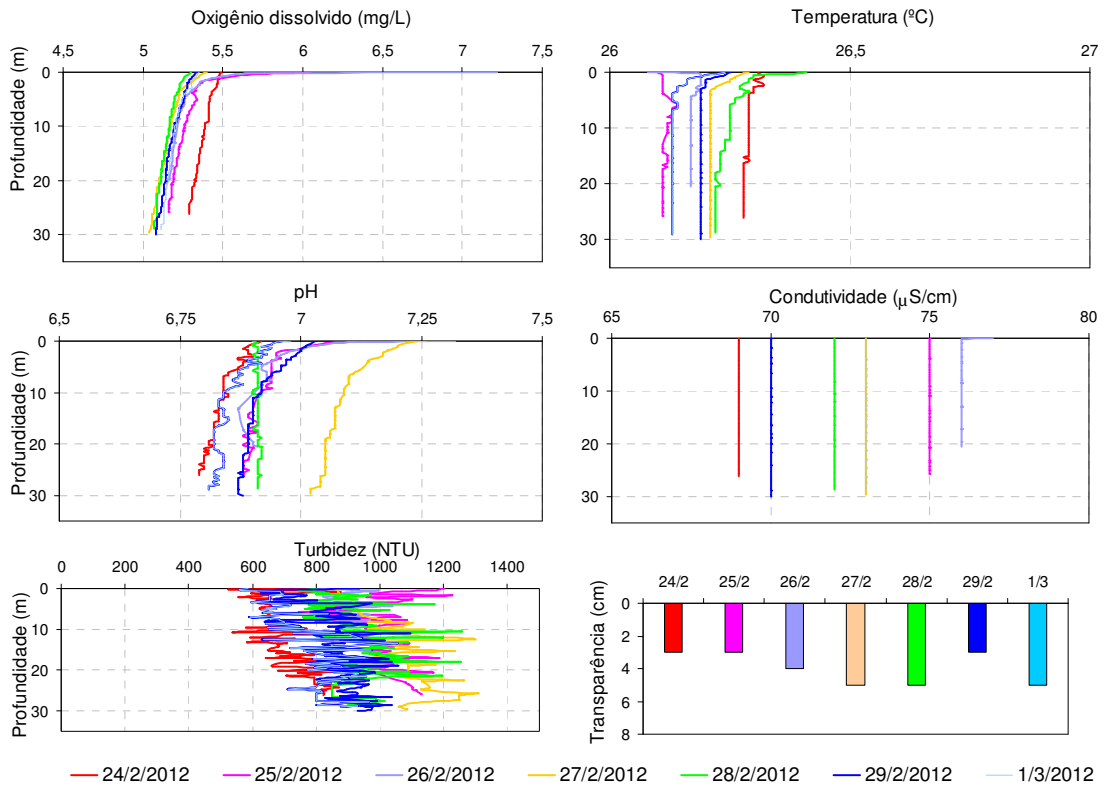 Oxigênio dissolvido (mg/L)
4,5 5 5,5 6 6,5 7 7,5
Profundidade (m)
0
10
20
30
Temperatura (ºC)
26 26,5 27
0
10
20
30
pH
6,5 6,75 7 7,25 7,5
Profundidade (m)
0
10
20
30
Condutividade (μS/cm)
65 70 75 80
0
10
20
30
Turbidez (NTU)
0 200 400 600 800 1000 1200 1400
Profundidade (m)
0
10
20
30
24/2 25/2 26/2 27/2 28/2 29/2 1/3
Transparência (cm)
0
2
4
6
8
24/2/2012 25/2/2012 26/2/2012 27/2/2012 28/2/2012 29/2/2012 1/3/2012